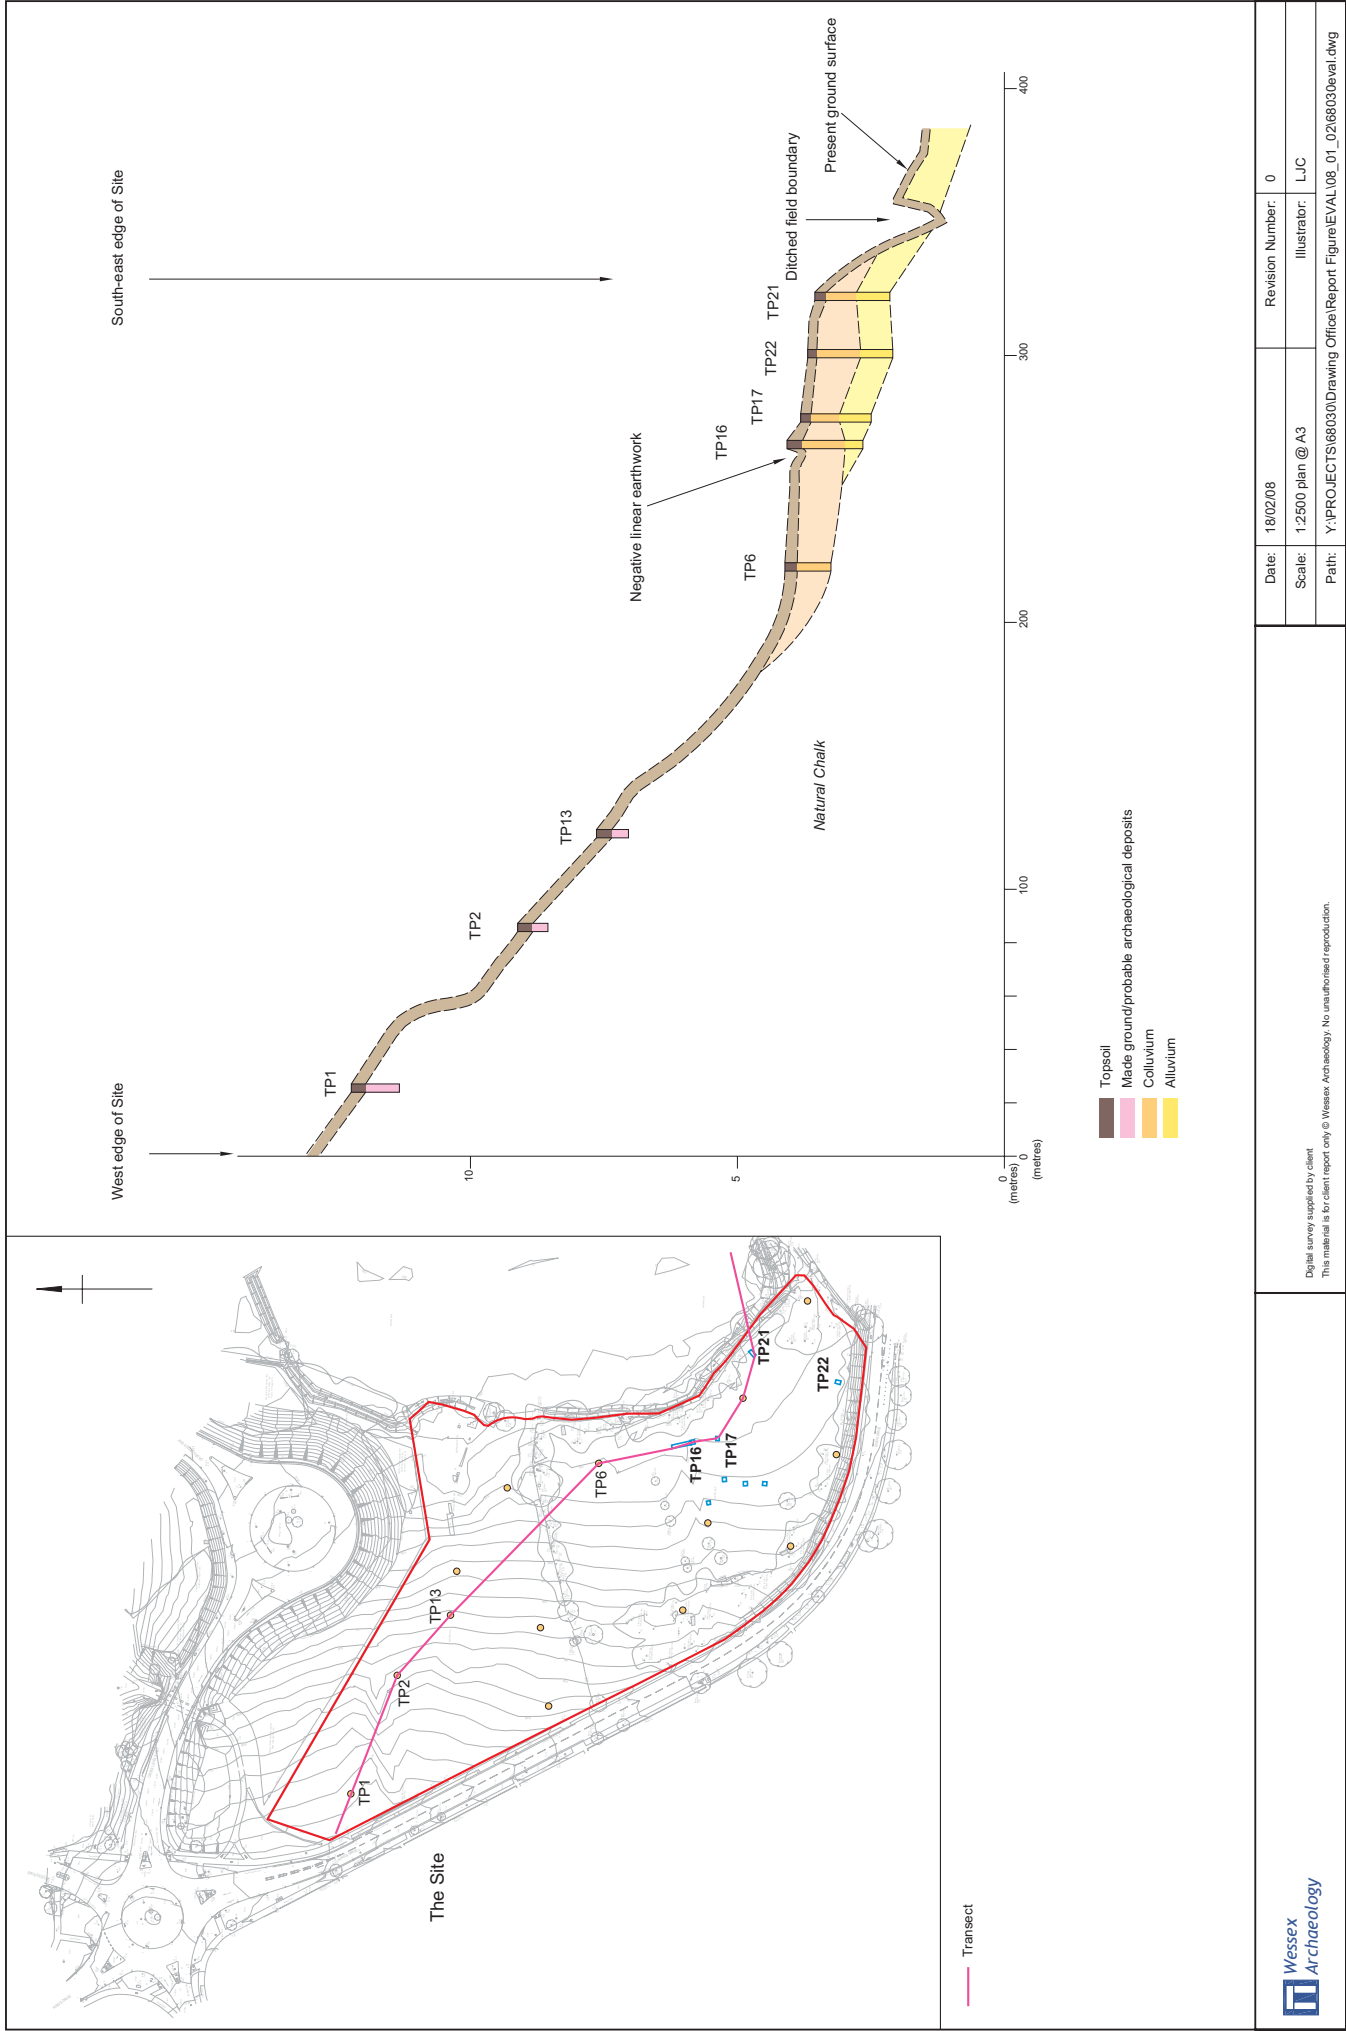 The Site
TP1
TP2
TP13
TP6
TP16
TP17
TP21
TP22
Transect
West edge of Site
South-east edge of Site
TP1
TP2
TP13
TP6
TP16
TP17
TP22
TP21
Negative linear earthwork
Ditched field boundary
Present ground surface
Natural Chalk
10
5
0
(metres)
0
100
200
300
400
(metres)
Topsoil
Made ground/probable archaeological deposits
Colluvium
Alluvium
Wessex
Archaeology
Digital survey supplied by client
This material is for client report only © Wessex Archaeology. No unauthorised reproduction.
Date: 18/02/08 Revision Number: 0
Scale: 1:2500 plan @ A3 Illustrator: LJC
Path: Y:\PROJECTS\68030\Drawing Office\Report Figure\EVAL\08_01_02\68030eval.dwg